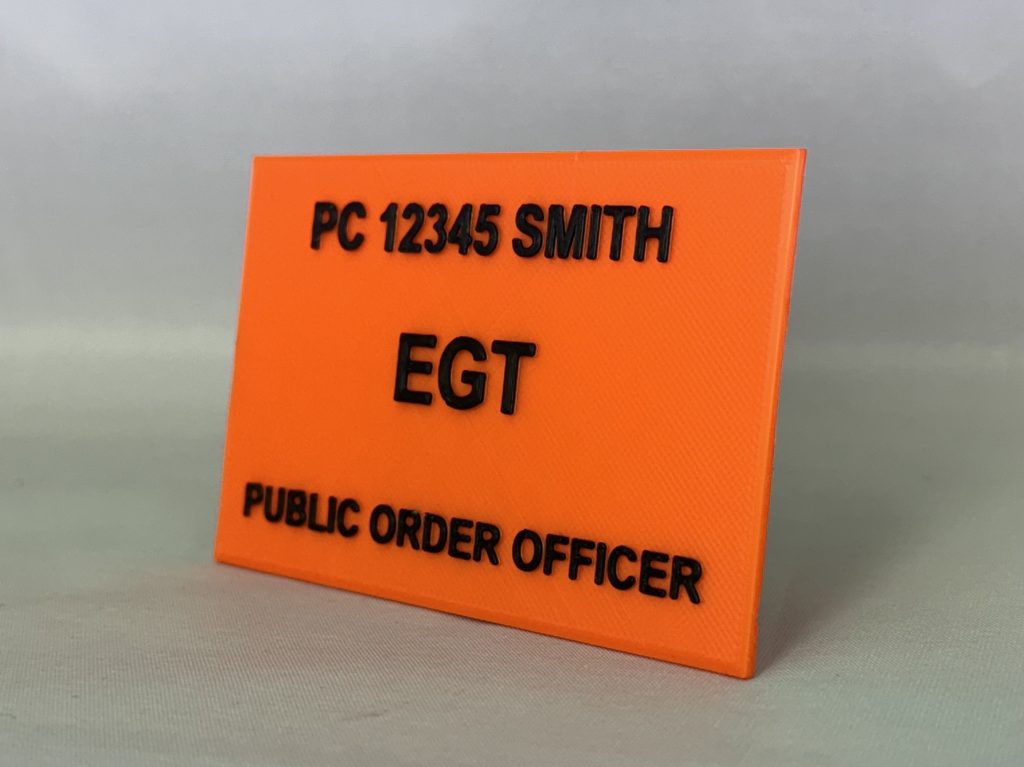 PC 12345 SMITH
EGT
PUBLIC ORDER OFFICER